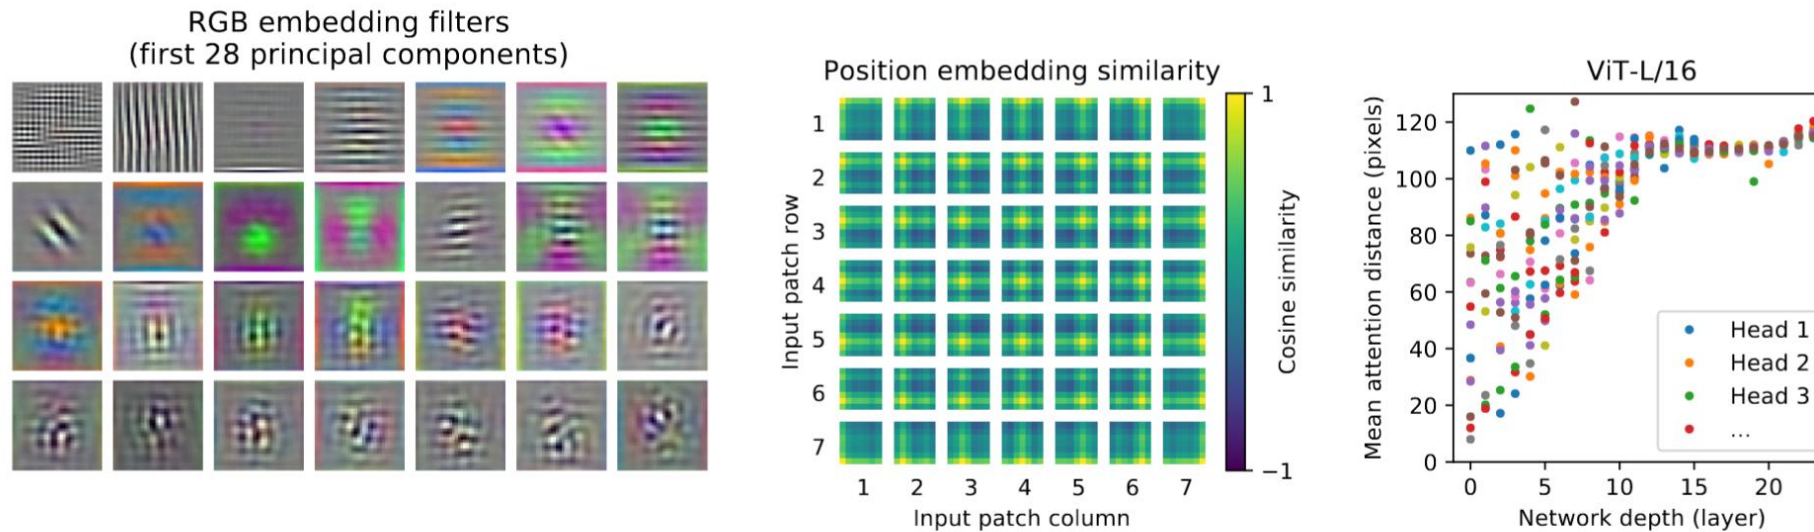 RGB embedding filters
(first 28 principal components)
Position embedding similarity
Input patch row
1
2
3
4
5
6
7
1 2 3 4 5 6 7
Input patch column
1
−1
Cosine similarity
ViT-L/16
Mean attention distance (pixels)
120
100
80
60
40
20
0
Head 1
Head 2
Head 3
...
0 5 10 15 20
Network depth (layer)